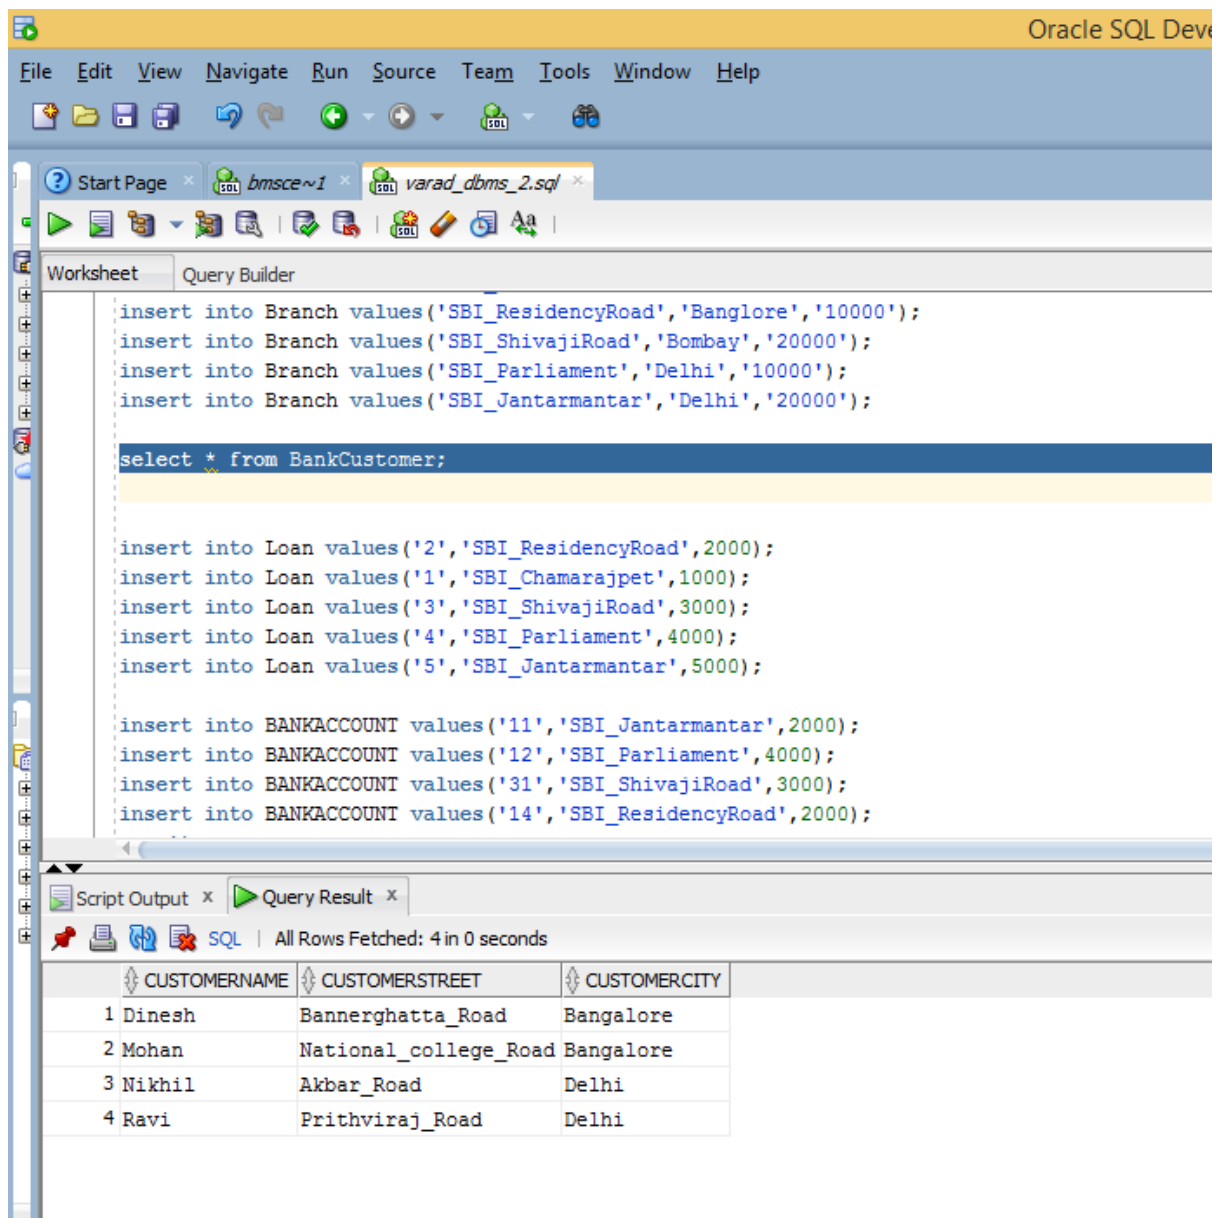 Oracle SQL Deve
File Edit View Navigate Run Source Team Tools Window Help
Start Page bmsce~1 varad_dbms_2.sql
Worksheet Query Builder
insert into Branch values('SBI_ResidencyRoad','Banglore','10000');
insert into Branch values('SBI_ShivajiRoad','Bombay','20000');
insert into Branch values('SBI_Parliament','Delhi','10000');
insert into Branch values('SBI_Jantarmantar','Delhi','20000');
select * from BankCustomer;
insert into Loan values('2','SBI_ResidencyRoad',2000);
insert into Loan values('1','SBI_Chamarajpet',1000);
insert into Loan values('3','SBI_ShivajiRoad',3000);
insert into Loan values('4','SBI_Parliament',4000);
insert into Loan values('5','SBI_Jantarmantar',5000);
insert into BANKACCOUNT values('11','SBI_Jantarmantar',2000);
insert into BANKACCOUNT values('12','SBI_Parliament',4000);
insert into BANKACCOUNT values('31','SBI_ShivajiRoad',3000);
insert into BANKACCOUNT values('14','SBI_ResidencyRoad',2000);
Script Output x Query Result x
SQL | All Rows Fetched: 4 in 0 seconds
CUSTOMERNAME CUSTOMERSTREET CUSTOMERCITY
1 Dinesh Bannerghatta_Road Bangalore
2 Mohan National_college_Road Bangalore
3 Nikhil Akbar_Road Delhi
4 Ravi Prithviraj_Road Delhi